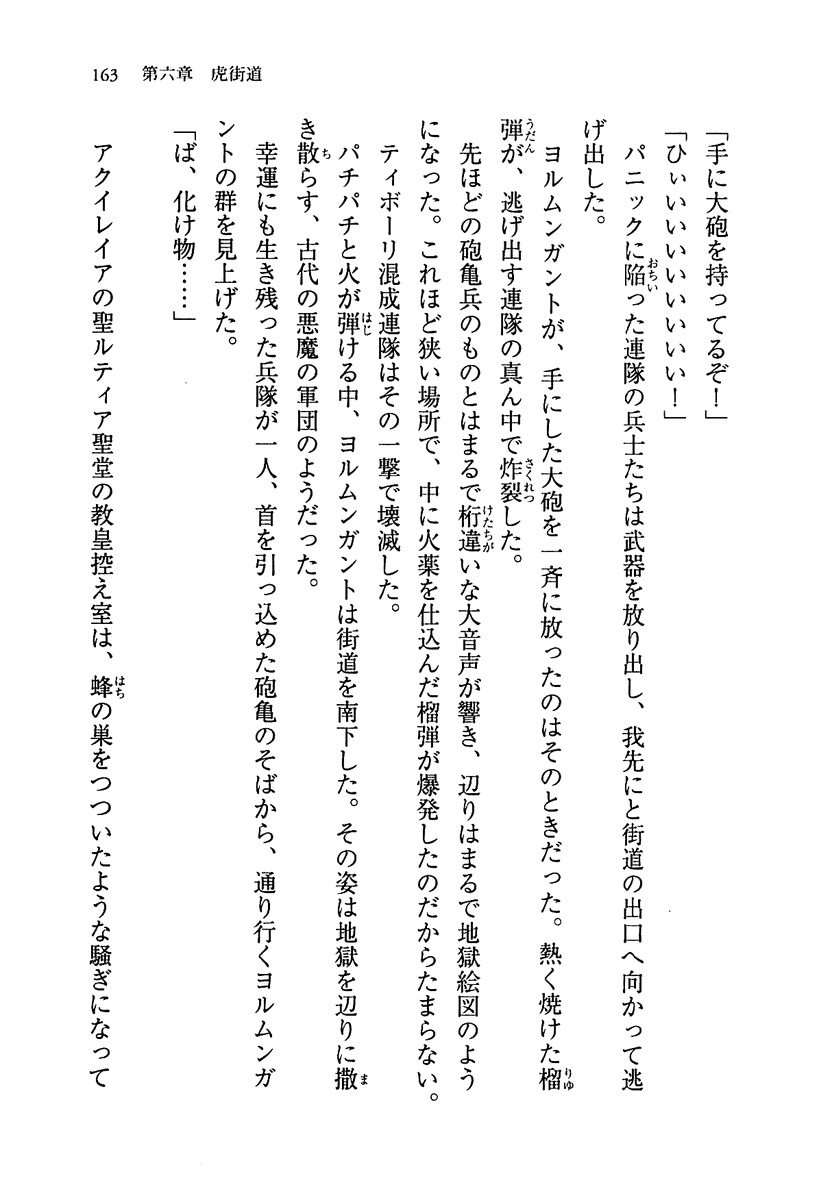 163　第六章　虎街道
「手に大砲を持ってるぞ！」
「ひぃいいいいいいいい！」
　パニックに陥った連隊の兵士たちは武器を放り出し、我先にと街道の出口へ向かって逃
げ出した。
　ヨルムンガントが、手にした大砲を一斉に放ったのはそのときだった。熱く焼けた榴
弾が、逃げ出す連隊の真ん中で炸裂した。
　先ほどの砲亀兵のものとはまるで桁違いな大音声が響き、辺りはまるで地獄絵図のよう
になった。これほど狭い場所で、中に火薬を仕込んだ榴弾が爆発したのだからたまらない。
　ティボーリ混成連隊はその一撃で壊滅した。
　パチパチと火が弾ける中、ヨルムンガントは街道を南下した。その姿は地獄を辺りに撒
き散らす、古代の悪魔の軍団のようだった。
　幸運にも生き残った兵隊が一人、首を引っ込めた砲亀のそばから、通り行くヨルムンガ
ントの群を見上げた。
「ば、化け物……」
　アクイレイアの聖ルティア聖堂の教皇控え室は、蜂の巣をつついたような騒ぎになって